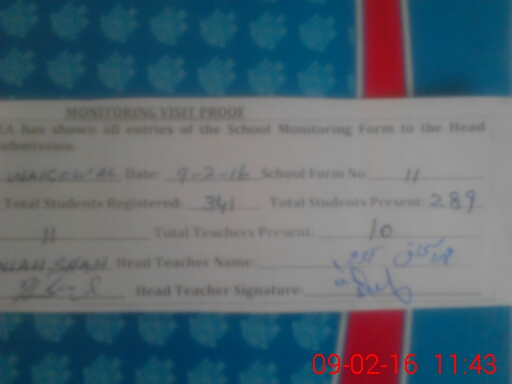 MONITORING VISIT PROOF
EA has shown all entries of the School Monitoring Form to the Head
ubmission
Date: 9-2-16 School Form No 11
Total Students Registered: 341 Total Students Present: 289
11 Total Teachers Present: 10
SHAH Head Teacher Name:
Head Teacher Signature:
09-02-16 11:43